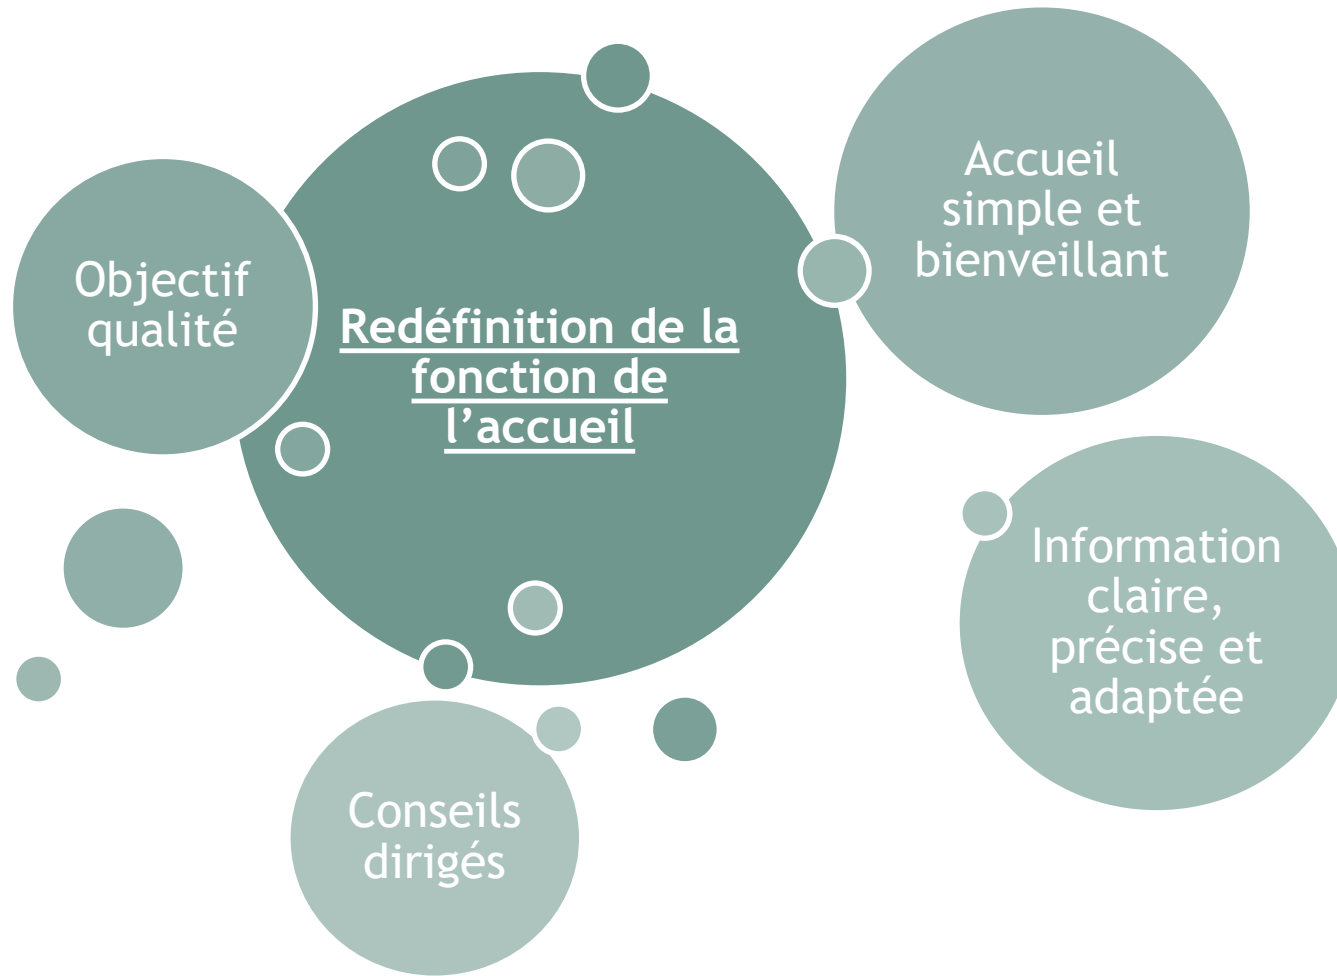 Redéfinition de la
fonction de
l’accueil
Objectif
qualité
Accueil
simple et
bienveillant
Information
claire,
précise et
adaptée
Conseils
dirigés